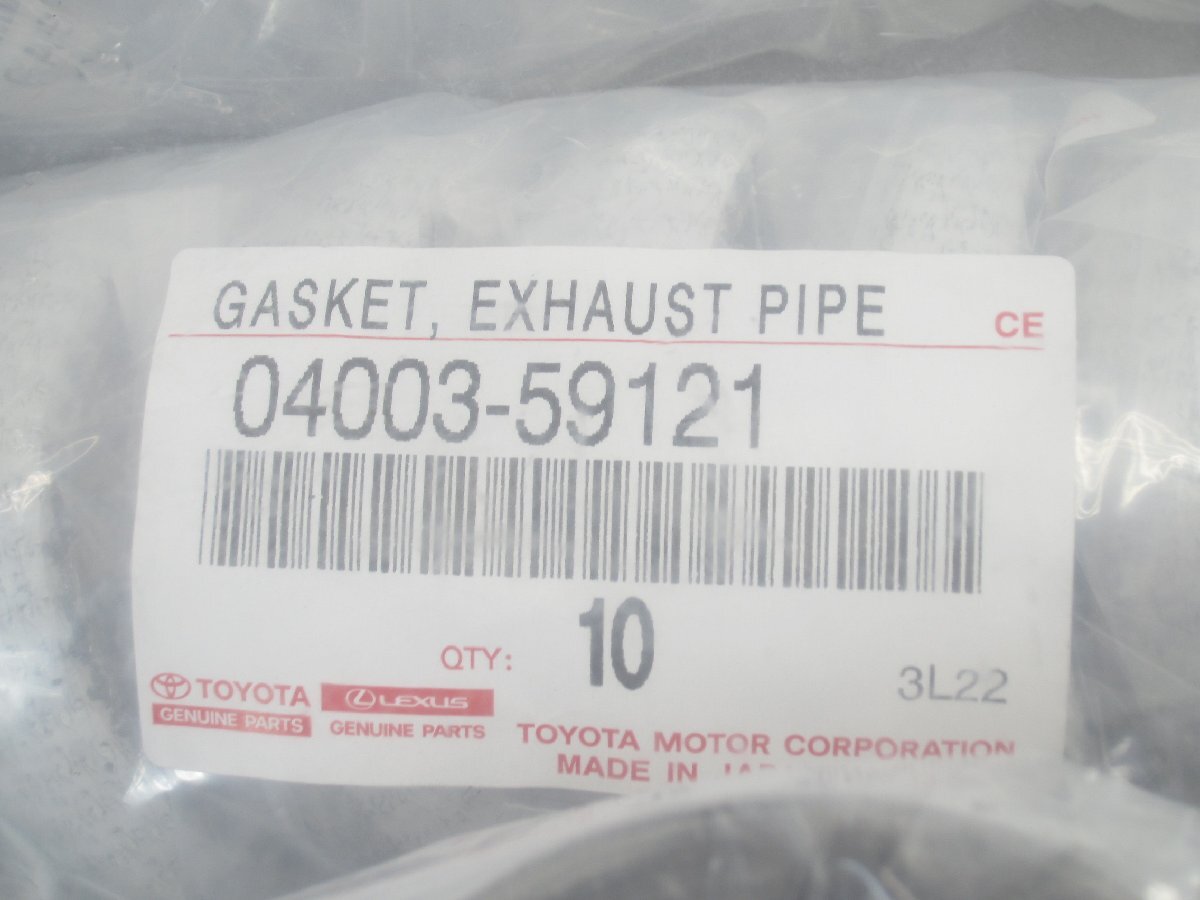 GASKET, EXHAUST PIPE CE
04003-59121
QTY: 10
3L22
TOYOTA LEXUS
GENUINE PARTS GENUINE PARTS
TOYOTA MOTOR CORPORATION
MADE IN